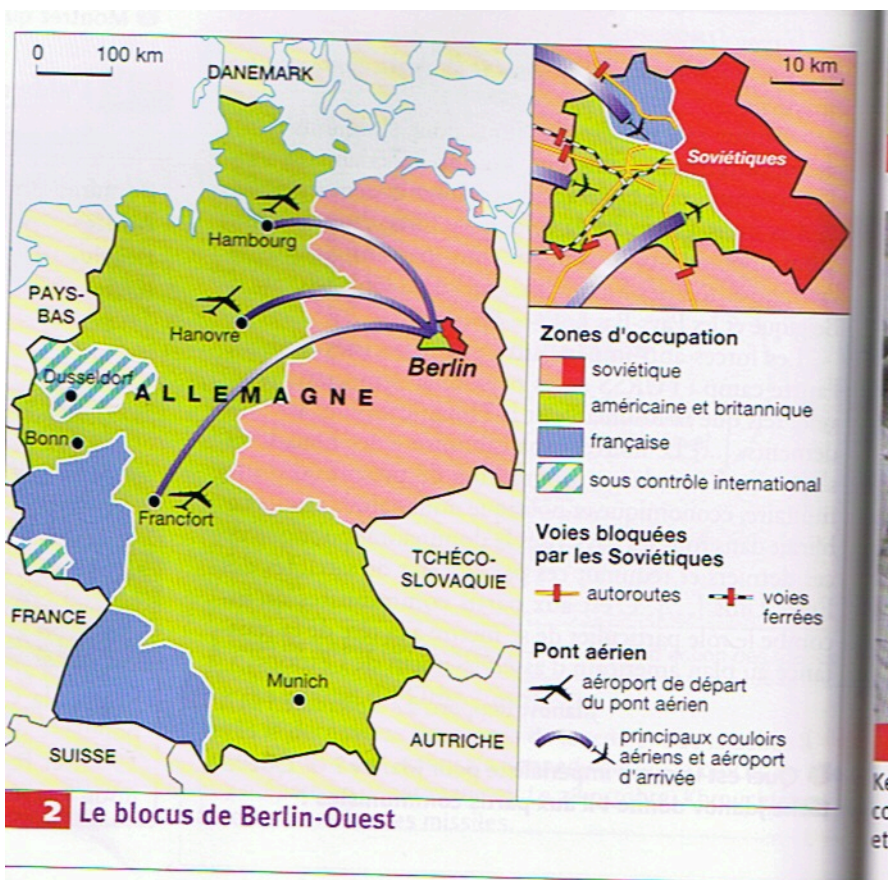 0 100 km
DANEMARK
Hambourg
PAYS-
BAS
Hanovre
Berlin
Dusseldorf
ALLEMAGNE
Bonn
Francfort
TCHÉCO-
SLOVAQUIE
FRANCE
Munich
SUISSE
AUTRICHE
10 km
Soviétiques
Zones d'occupation
soviétique
américaine et britannique
française
sous contrôle international
Voies bloquées
par les Soviétiques
autoroutes
voies
ferrées
Pont aérien
aéroport de départ
du pont aérien
principaux couloirs
aériens et aéroport
d'arrivée
2 Le blocus de Berlin-Ouest